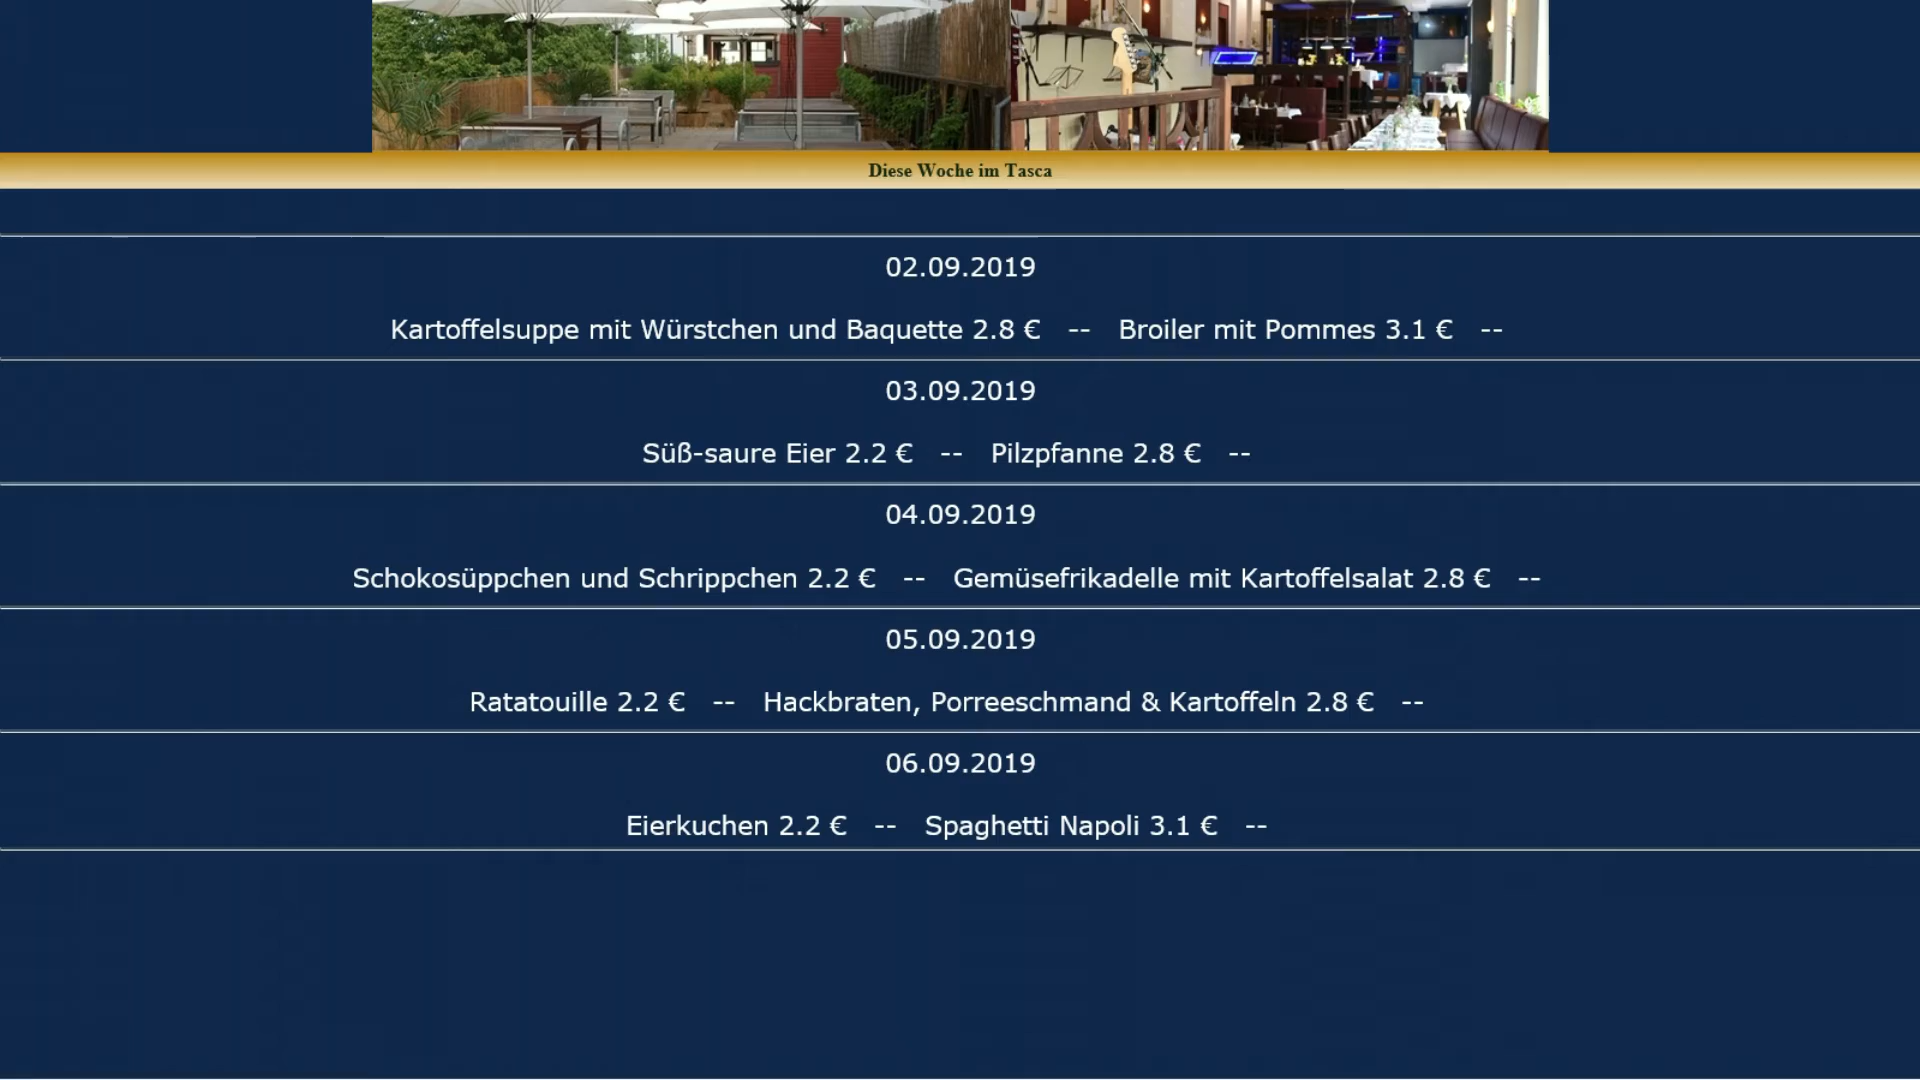 Diese Woche im Tasca
02.09.2019
Kartoffelsuppe mit Würstchen und Baquette 2.8 € -- Broiler mit Pommes 3.1 € --
03.09.2019
Süß-saure Eier 2.2 € -- Pilzpfanne 2.8 € --
04.09.2019
Schokosüppchen und Schrippchen 2.2 € -- Gemüsefrikadelle mit Kartoffelsalat 2.8 € --
05.09.2019
Ratatouille 2.2 € -- Hackbraten, Porreeschmand & Kartoffeln 2.8 € --
06.09.2019
Eierkuchen 2.2 € -- Spaghetti Napoli 3.1 € --